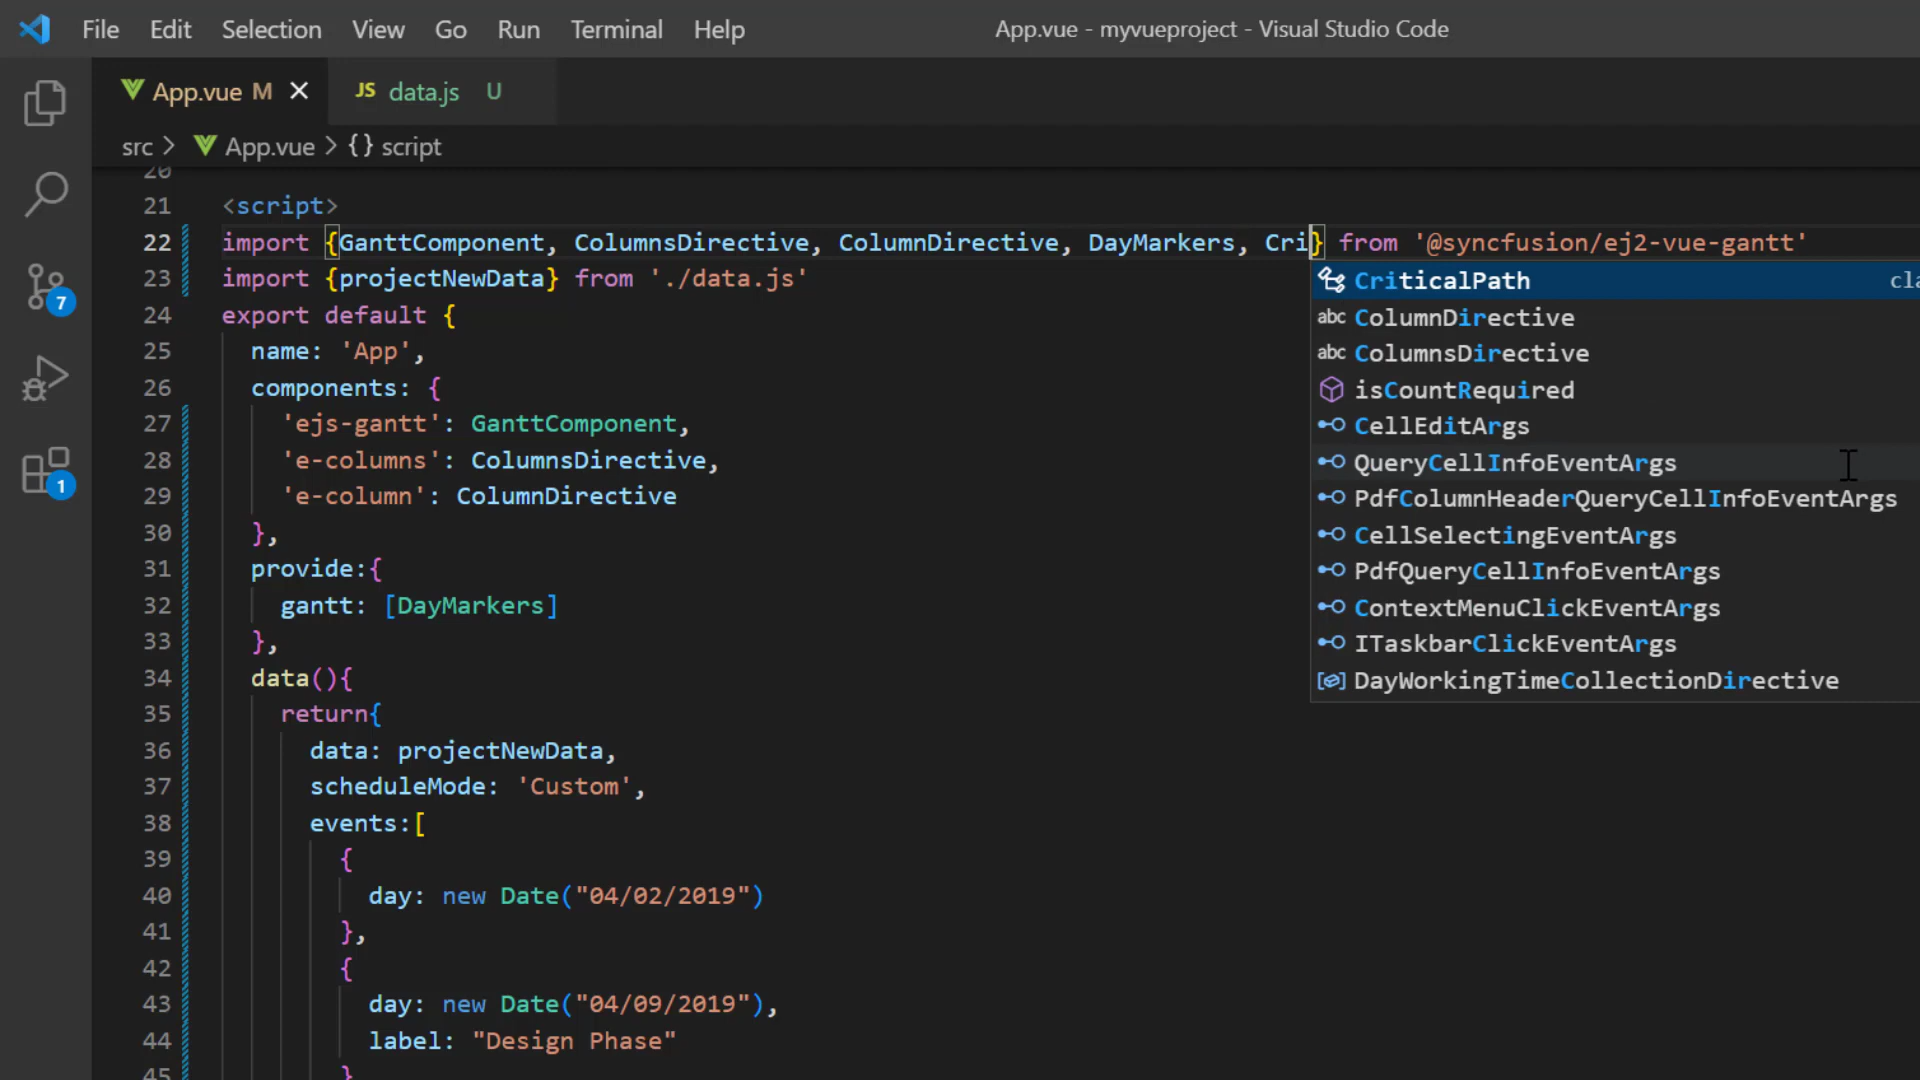 File Edit Selection View Go Run Terminal Help App.vue - myvueproject - Visual Studio Code
App.vue M JS data.js U
src > App.vue > {} script
20
21 <script>
22 import {GanttComponent, ColumnsDirective, ColumnDirective, DayMarkers, Cri} from '@syncfusion/ej2-vue-gantt'
23 import {projectNewData} from './data.js'
24 export default {
25 name: 'App',
26 components: {
27 'ejs-gantt': GanttComponent,
28 'e-columns': ColumnsDirective,
29 'e-column': ColumnDirective
30 },
31 provide:{
32 gantt: [DayMarkers]
33 },
34 data(){
35 return{
36 data: projectNewData,
37 scheduleMode: 'Custom',
38 events:[
39 {
40 day: new Date("04/02/2019")
41 },
42 {
43 day: new Date("04/09/2019"),
44 label: "Design Phase"
45 }
CriticalPath cla
abc ColumnDirective
abc ColumnsDirective
isCountRequired
CellEditArgs
QueryCellInfoEventArgs
PdfColumnHeaderQueryCellInfoEventArgs
CellSelectingEventArgs
PdfQueryCellInfoEventArgs
ContextMenuClickEventArgs
ITaskbarClickEventArgs
DayWorkingTimeCollectionDirective
7
1